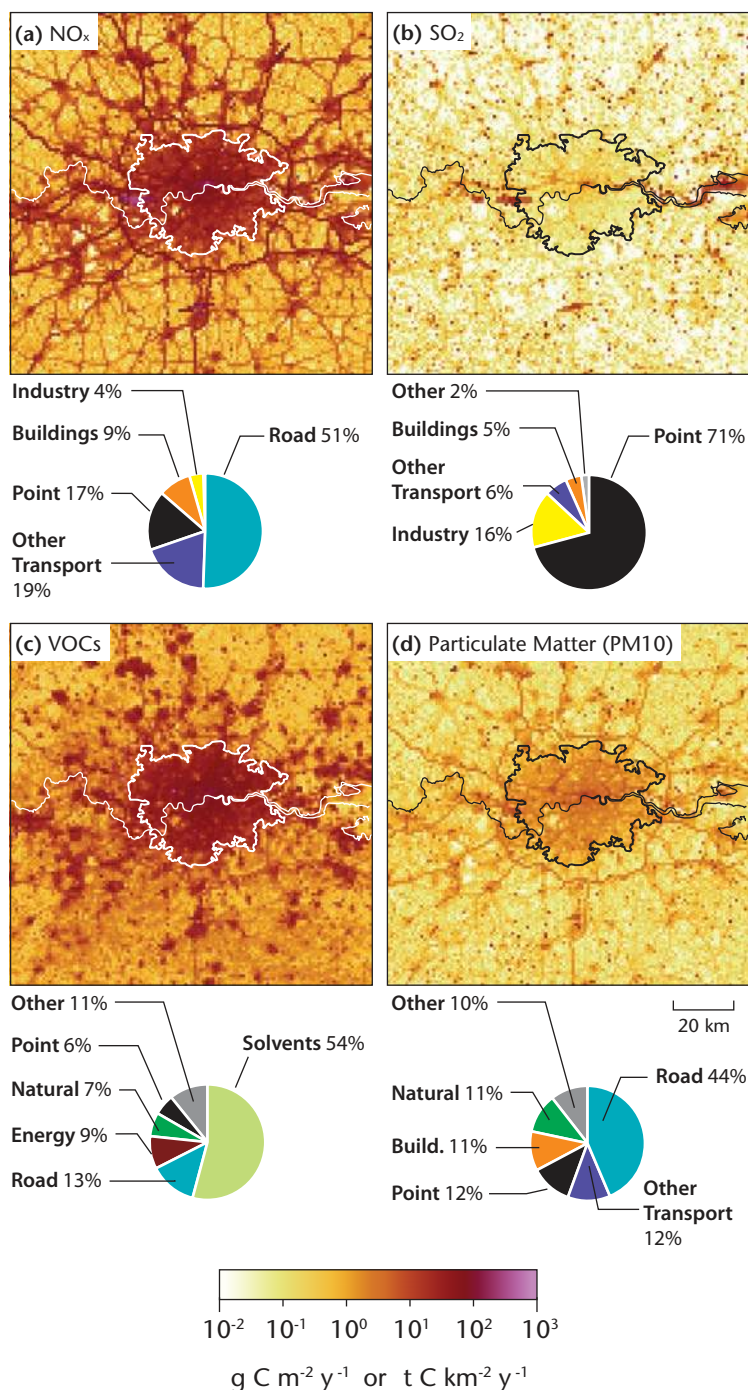 (a) NOₓ
(b) SO₂
Industry 4%
Buildings 9%
Road 51%
Point 17%
Other
Transport
19%
Other 2%
Buildings 5%
Point 71%
Other
Transport 6%
Industry 16%
(c) VOCs
(d) Particulate Matter (PM10)
Other 11%
Point 6%
Solvents 54%
Natural 7%
Energy 9%
Road 13%
Other 10%
20 km
Road 44%
Natural 11%
Build. 11%
Point 12%
Other
Transport
12%
10⁻² 10⁻¹ 10⁰ 10¹ 10² 10³
g C m⁻² y⁻¹ or t C km⁻² y⁻¹